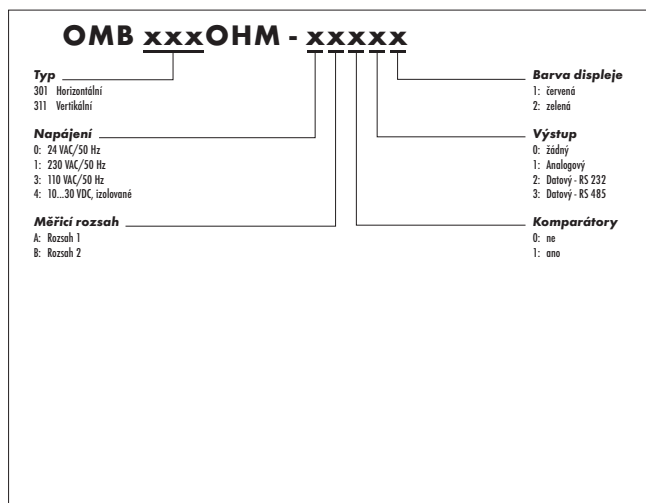 OMB xxxOHM - xxxxx
Typ
301 Horizontální
311 Vertikální
Napájení
0: 24 VAC/50 Hz
1: 230 VAC/50 Hz
3: 110 VAC/50 Hz
4: 10...30 VDC, izolované
Měřicí rozsah
A: Rozsah 1
B: Rozsah 2
Barva displeje
1: červená
2: zelená
Výstup
0: žádný
1: Analogový
2: Datový - RS 232
3: Datový - RS 485
Komparátory
0: ne
1: ano